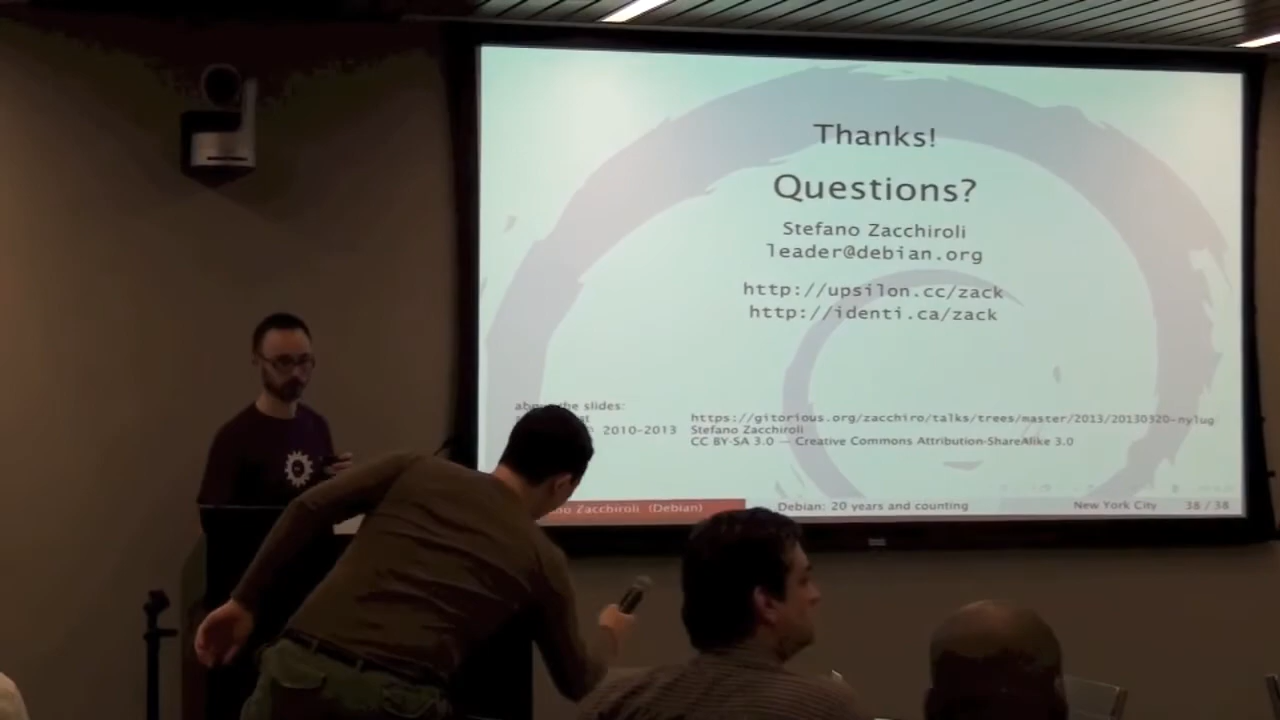 Thanks!
Questions?
Stefano Zacchiroli
leader@debian.org
http://upsilon.cc/zack
http://identi.ca/zack
the slides:
https://gitorious.org/zacchiro/talks/trees/master/2013/20130320-nylug
2010-2013 Stefano Zacchiroli
CC BY-SA 3.0 — Creative Commons Attribution-ShareAlike 3.0
Zacchiroli (Debian) Debian: 20 years and counting New York City 38 / 38